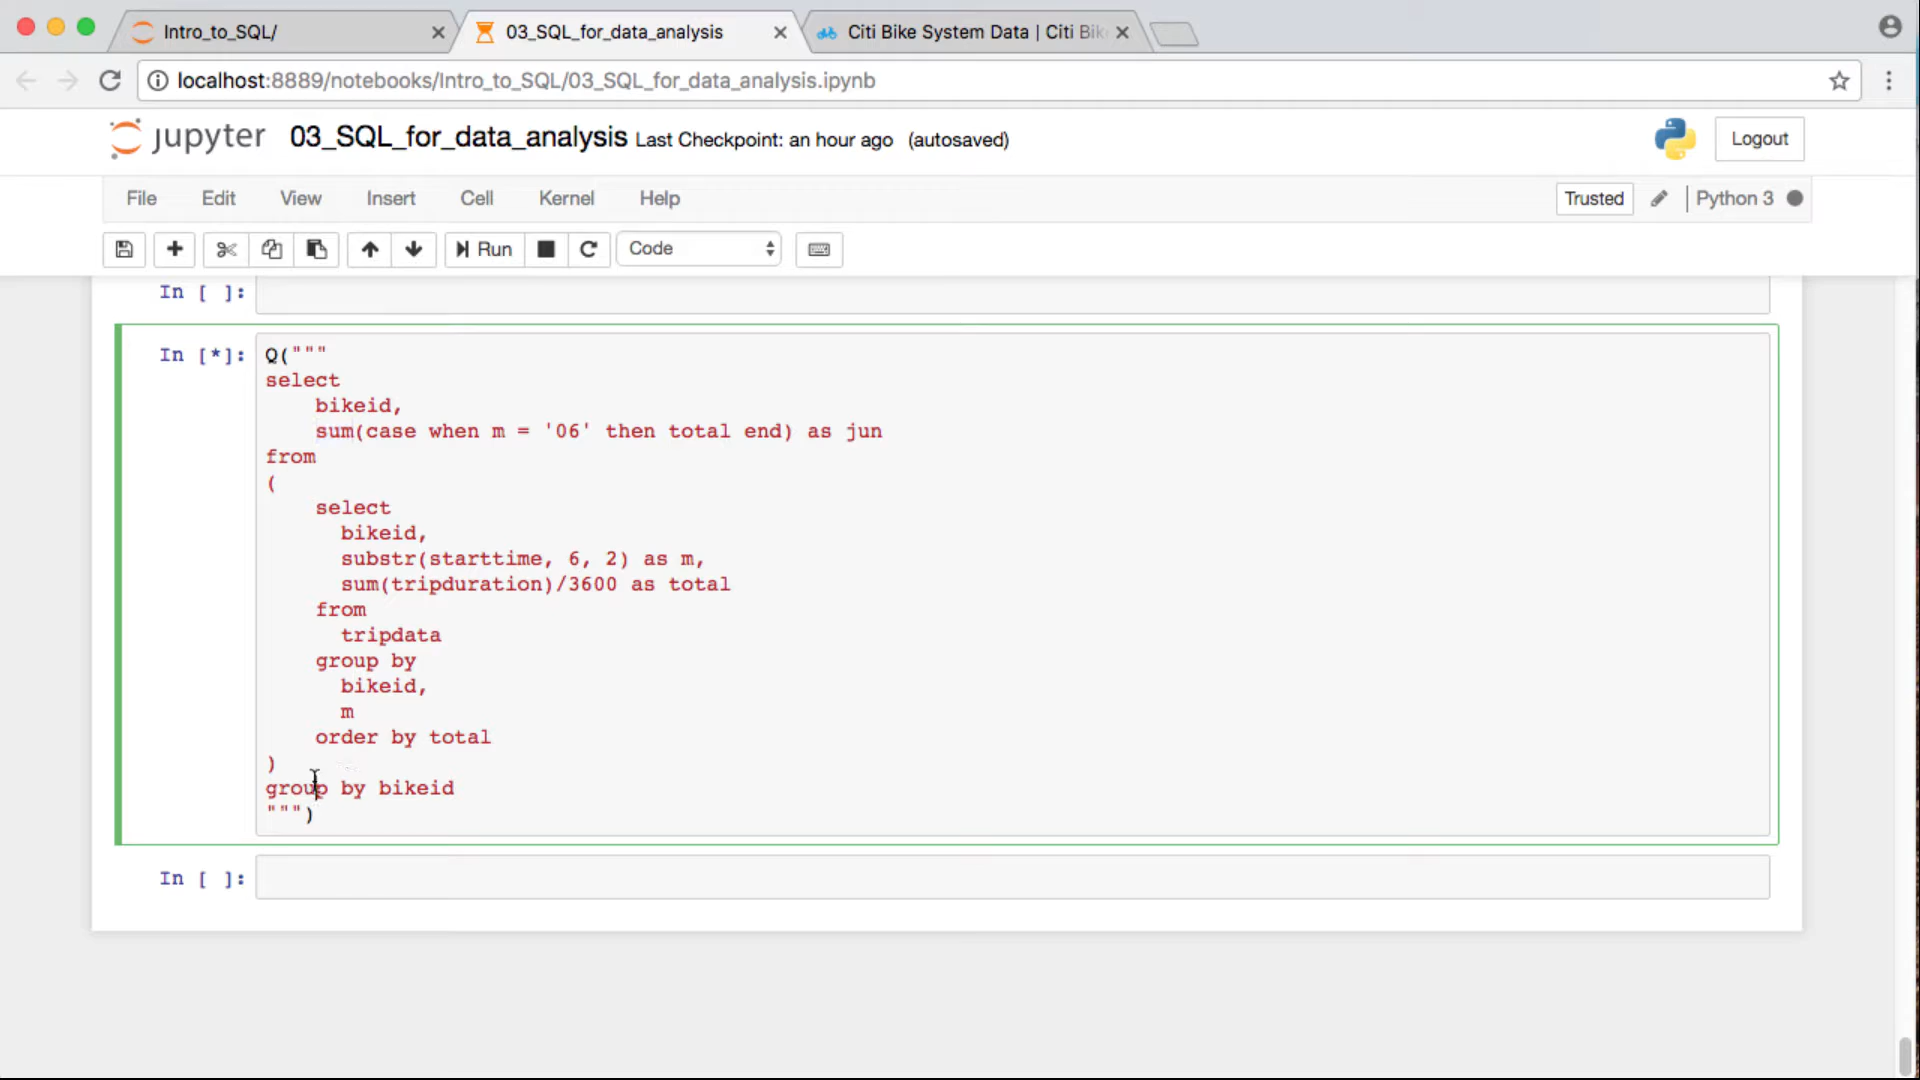 Intro_to_SQL/
03_SQL_for_data_analysis
Citi Bike System Data | Citi Bik
localhost:8889/notebooks/Intro_to_SQL/03_SQL_for_data_analysis.ipynb
jupyter 03_SQL_for_data_analysis Last Checkpoint: an hour ago (autosaved)
Logout
File Edit View Insert Cell Kernel Help
Trusted
Python 3
Run
Code
In [ ]:
In [*]:
Q("""
select
bikeid,
sum(case when m = '06' then total end) as jun
from
(
select
bikeid,
substr(starttime, 6, 2) as m,
sum(tripduration)/3600 as total
from
tripdata
group by
bikeid,
m
order by total
)
group by bikeid
""")
In [ ]: